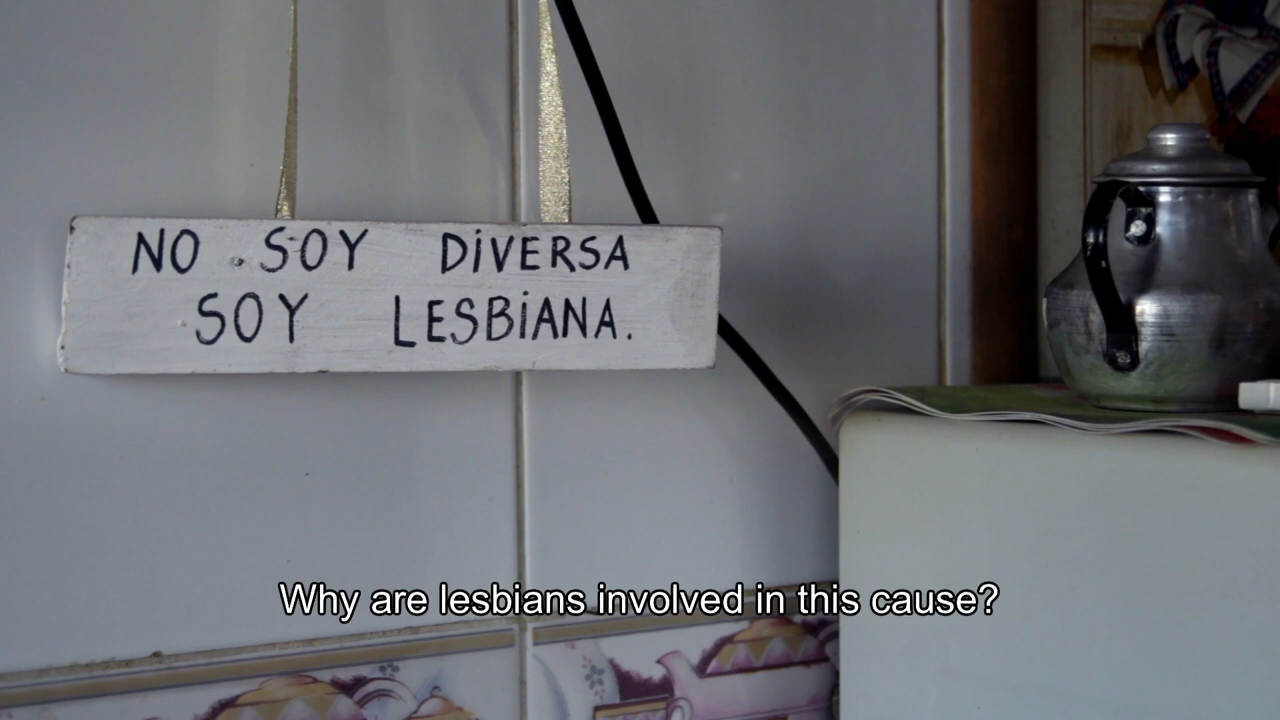 NO SOY DIVERSA
SOY LESBIANA.
Why are lesbians involved in this cause?